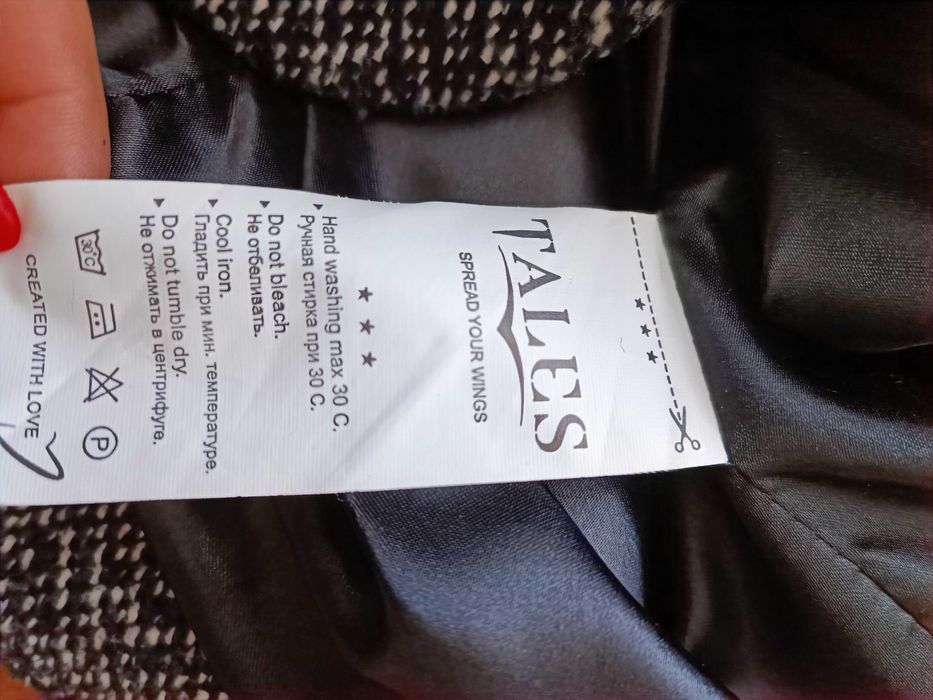 TALES
SPREAD YOUR WINGS
Hand washing max 30 C.
Ручная стирка при 30 С.
Do not bleach.
Не отбеливать.
Cool iron.
Гладить при мин. температуре.
Do not tumble dry.
Не отжимать в центрифуге.
30°C P
CREATED WITH LOVE